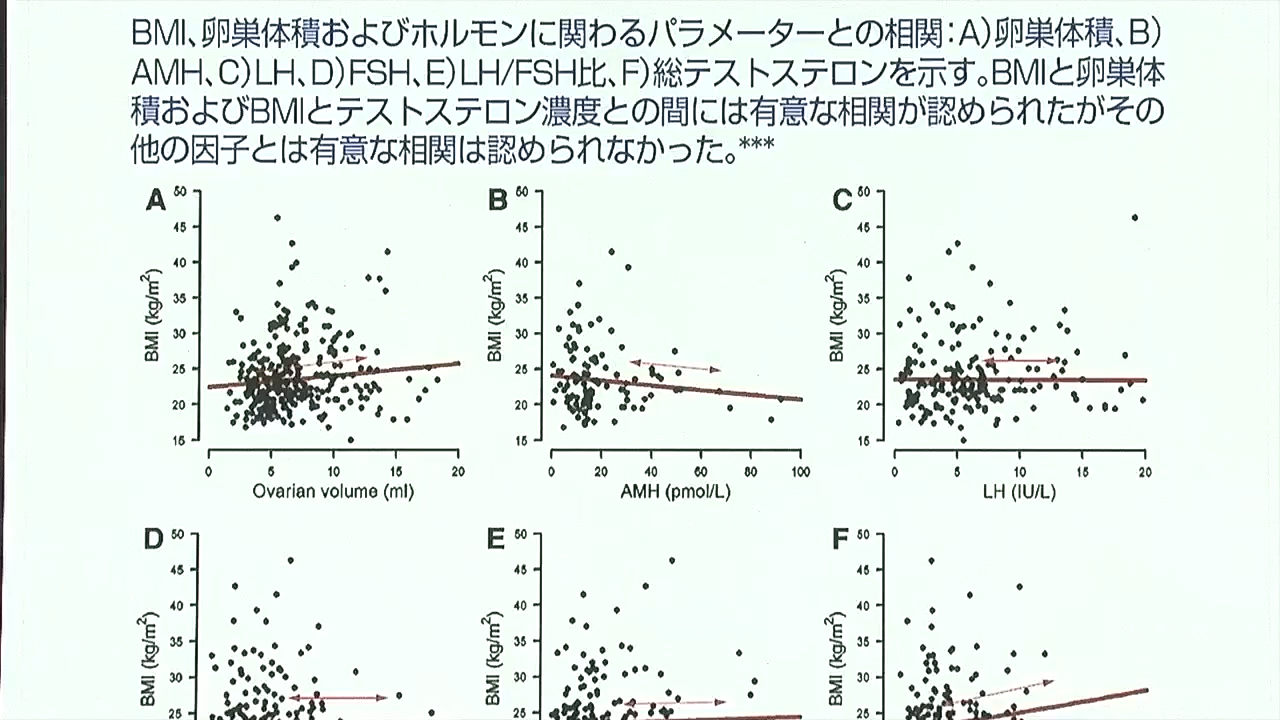 BMI、卵巣体積およびホルモンに関わるパラメーターとの相関:A)卵巣体積、B)
AMH、C)LH、D)FSH、E)LH/FSH比、F)総テストステロンを示す。BMIと卵巣体
積およびBMIとテストステロン濃度との間には有意な相関が認められたがその
他の因子とは有意な相関は認められなかった。***
A
50
45
40
35
30
25
20
15
BMI (kg/m²)
0 5 10 15 20
Ovarian volume (ml)
B
50
45
40
35
30
25
20
15
BMI (kg/m²)
0 20 40 60 80 100
AMH (pmol/L)
C
50
45
40
35
30
25
20
15
BMI (kg/m²)
0 5 10 15 20
LH (IU/L)
D
50
45
40
35
30
25
BMI (kg/m²)
E
50
45
40
35
30
25
BMI (kg/m²)
F
50
45
40
35
30
25
BMI (kg/m²)